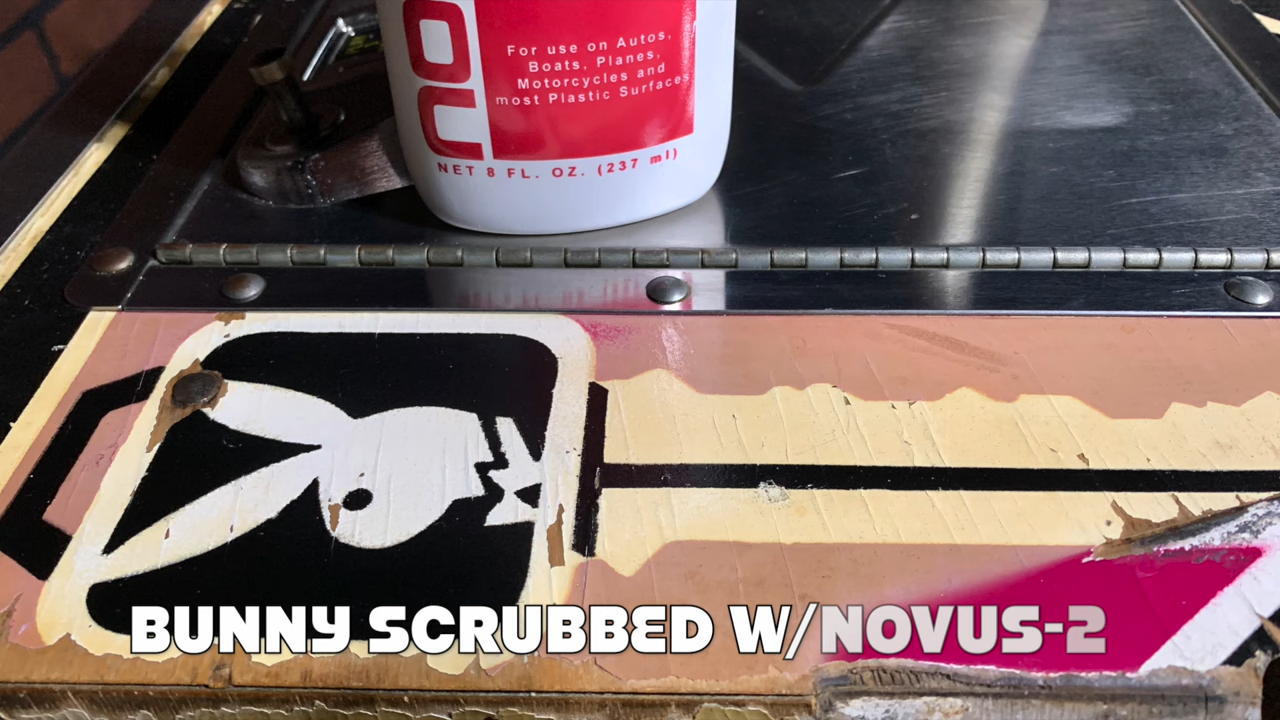 For use on Autos,
Boats, Planes,
Motorcycles and
most Plastic Surfaces
NET 8 FL. OZ. (237 ml)
BUNNY SCRUBBED W/NOVUS-2